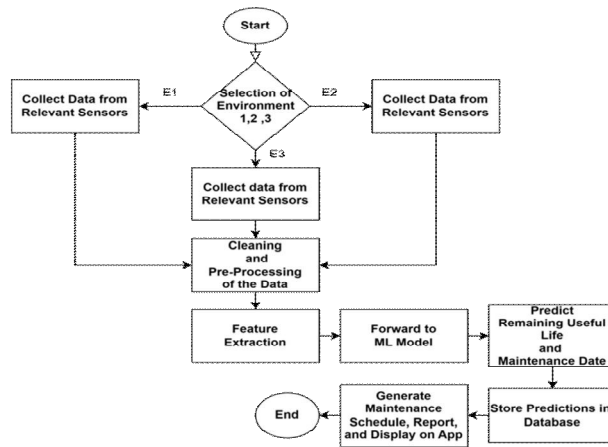 Start
Selection of
Environment
1,2 ,3
E1
E2
E3
Collect Data from
Relevant Sensors
Collect Data from
Relevant Sensors
Collect data from
Relevant Sensors
Cleaning
and
Pre-Processing
of the Data
Feature
Extraction
Forward to
ML Model
Predict
Remaining Useful
Life
and
Maintenance Date
Store Predictions in
Database
Generate
Maintenance
Schedule, Report,
and Display on App
End